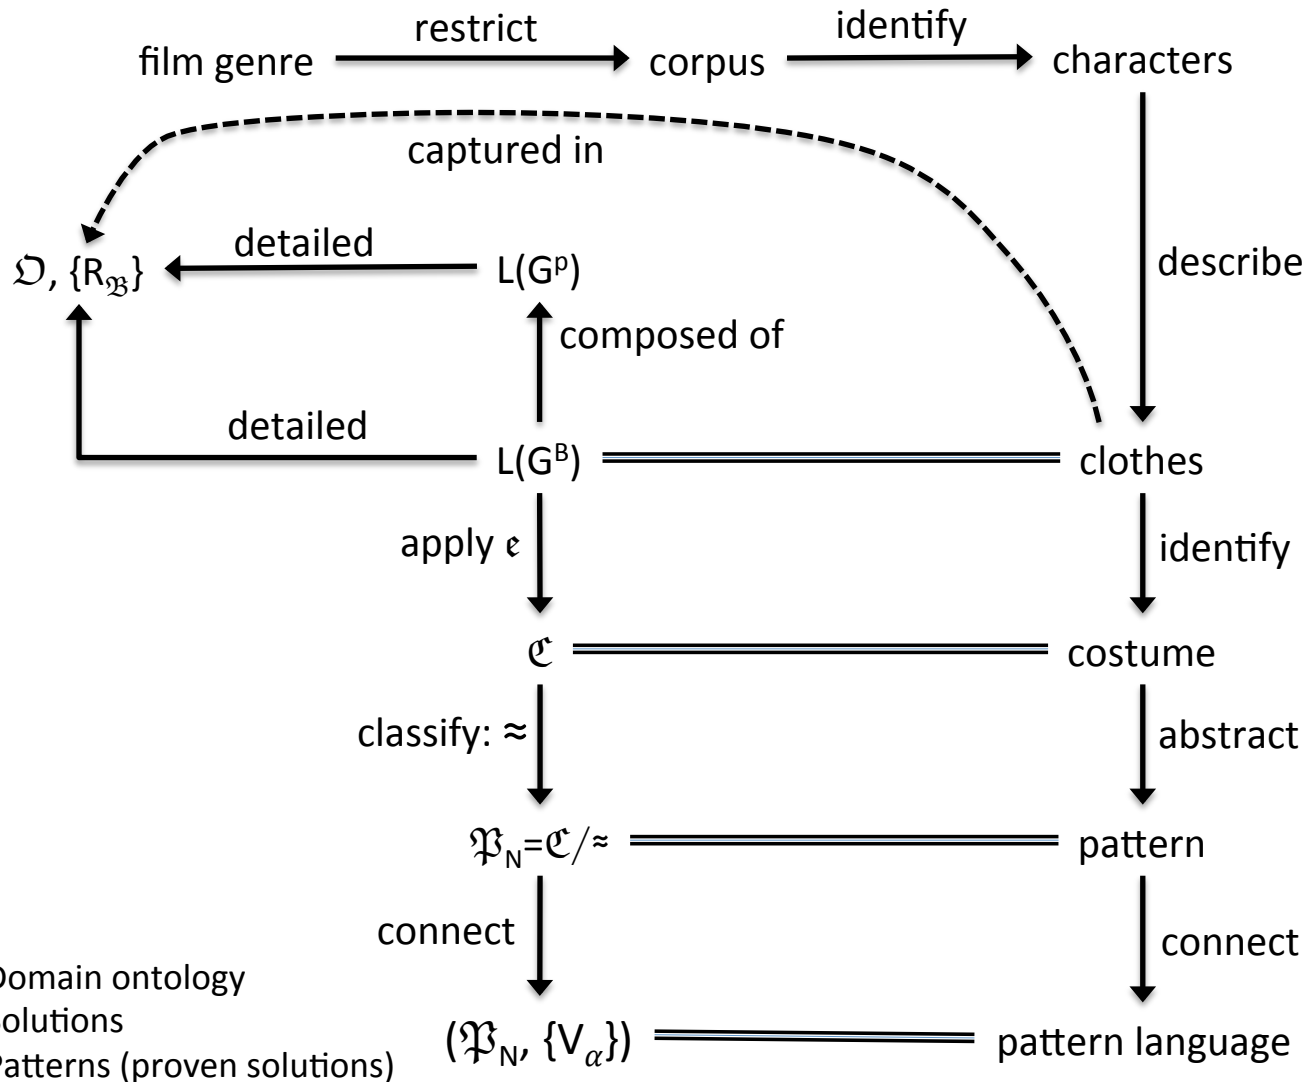 restrict
identify
film genre
corpus
characters
captured in
detailed
𝔒, {R𝔅}
L(Gᵖ)
describe
composed of
detailed
L(Gᴮ)
clothes
apply 𝔢
identify
ℭ
costume
classify: ≈
abstract
𝔓N=ℭ/≈
pattern
connect
connect
Domain ontology
Solutions
Patterns (proven solutions)
(𝔓N, {Vα})
pattern language